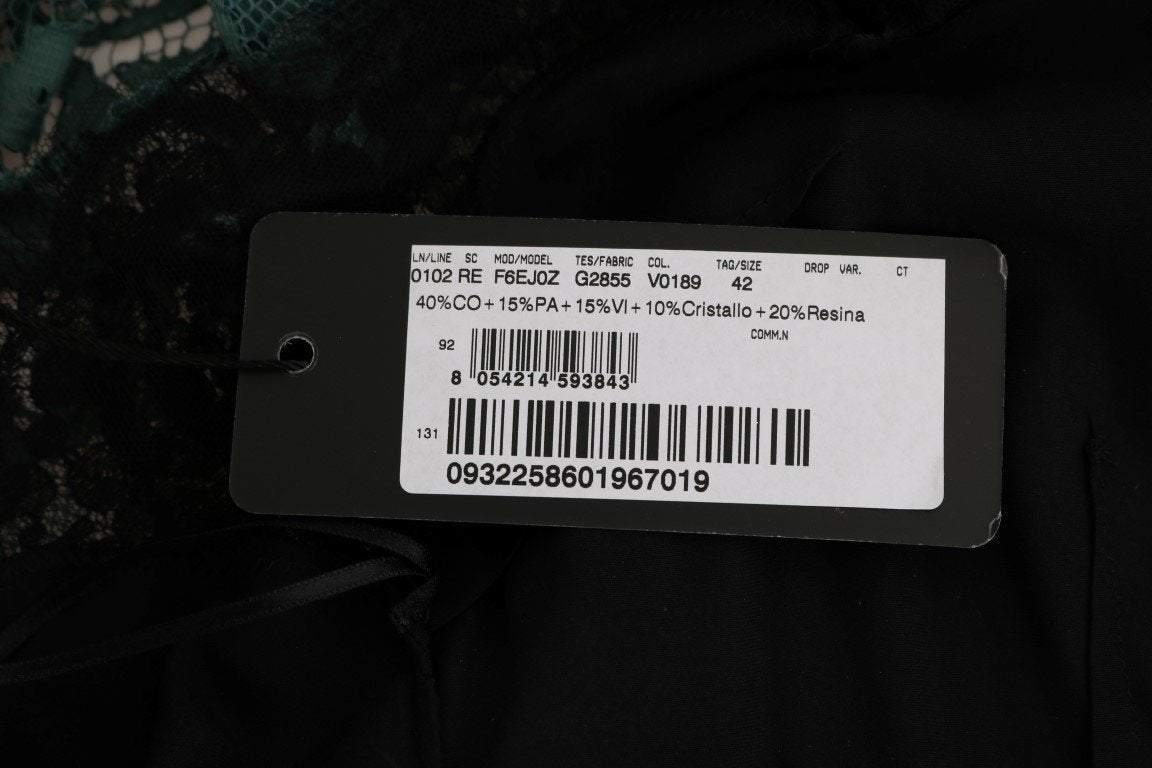 LN/LINE SC MOD/MODEL TES/FABRIC COL. TAG/SIZE DROP VAR. CT
0102 RE F6EJ0Z G2855 V0189 42
40%CO+15%PA+15%VI+10%Cristallo+20%Resina
COMM.N
92
8 054214 593843
131
0932258601967019